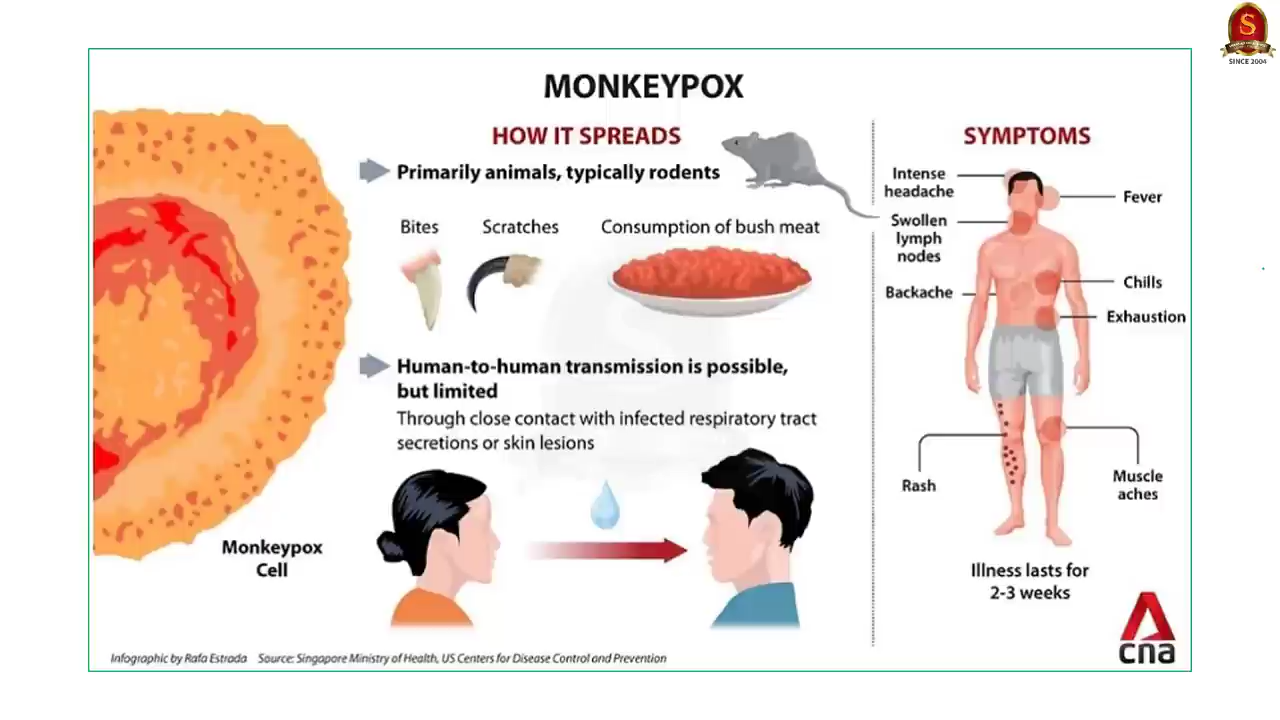 S
SINCE 2004
MONKEYPOX
HOW IT SPREADS
Primarily animals, typically rodents
Bites
Scratches
Consumption of bush meat
Human-to-human transmission is possible,
but limited
Through close contact with infected respiratory tract
secretions or skin lesions
Monkeypox
Cell
SYMPTOMS
Intense
headache
Fever
Swollen
lymph
nodes
Backache
Chills
Exhaustion
Rash
Muscle
aches
Illness lasts for
2-3 weeks
cna
Infographic by Rafa Estrada Source: Singapore Ministry of Health, US Centers for Disease Control and Prevention